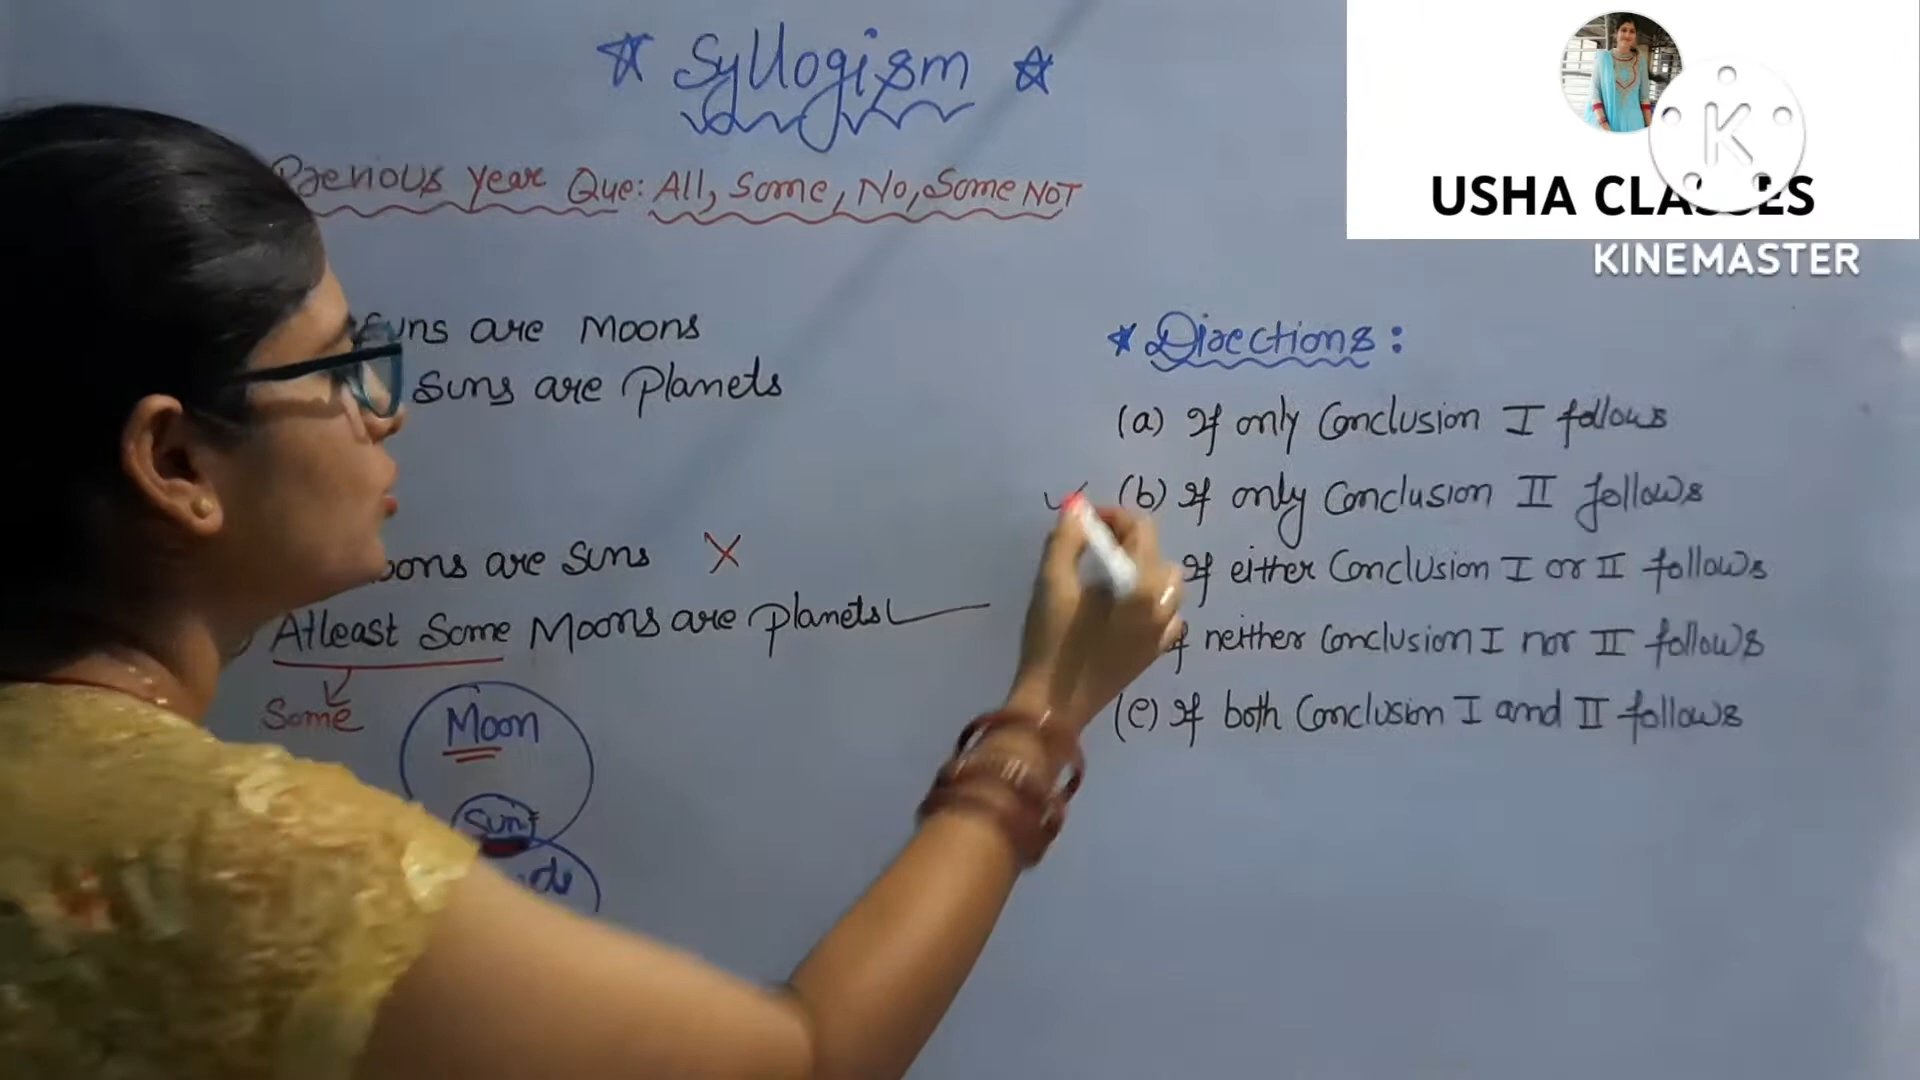 ☆ Syllogism ☆
Previous Year Que: All, Some, No, Some NOT
USHA CLASSES
K
KINEMASTER
Suns are Moons
Suns are Planets
are Suns X
Atleast Some Moons are planets ✓
Some
Moon
Sun
* Directions:
(a) If only Conclusion I follows
✓ (b) If only Conclusion II follows
If either Conclusion I or II follows
neither Conclusion I nor II follows
(e) If both Conclusion I and II follows